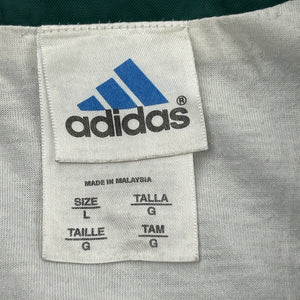 adidas®
MADE IN MALAYSIA
SIZE TALLA
L G
TAILLE TAM
G G